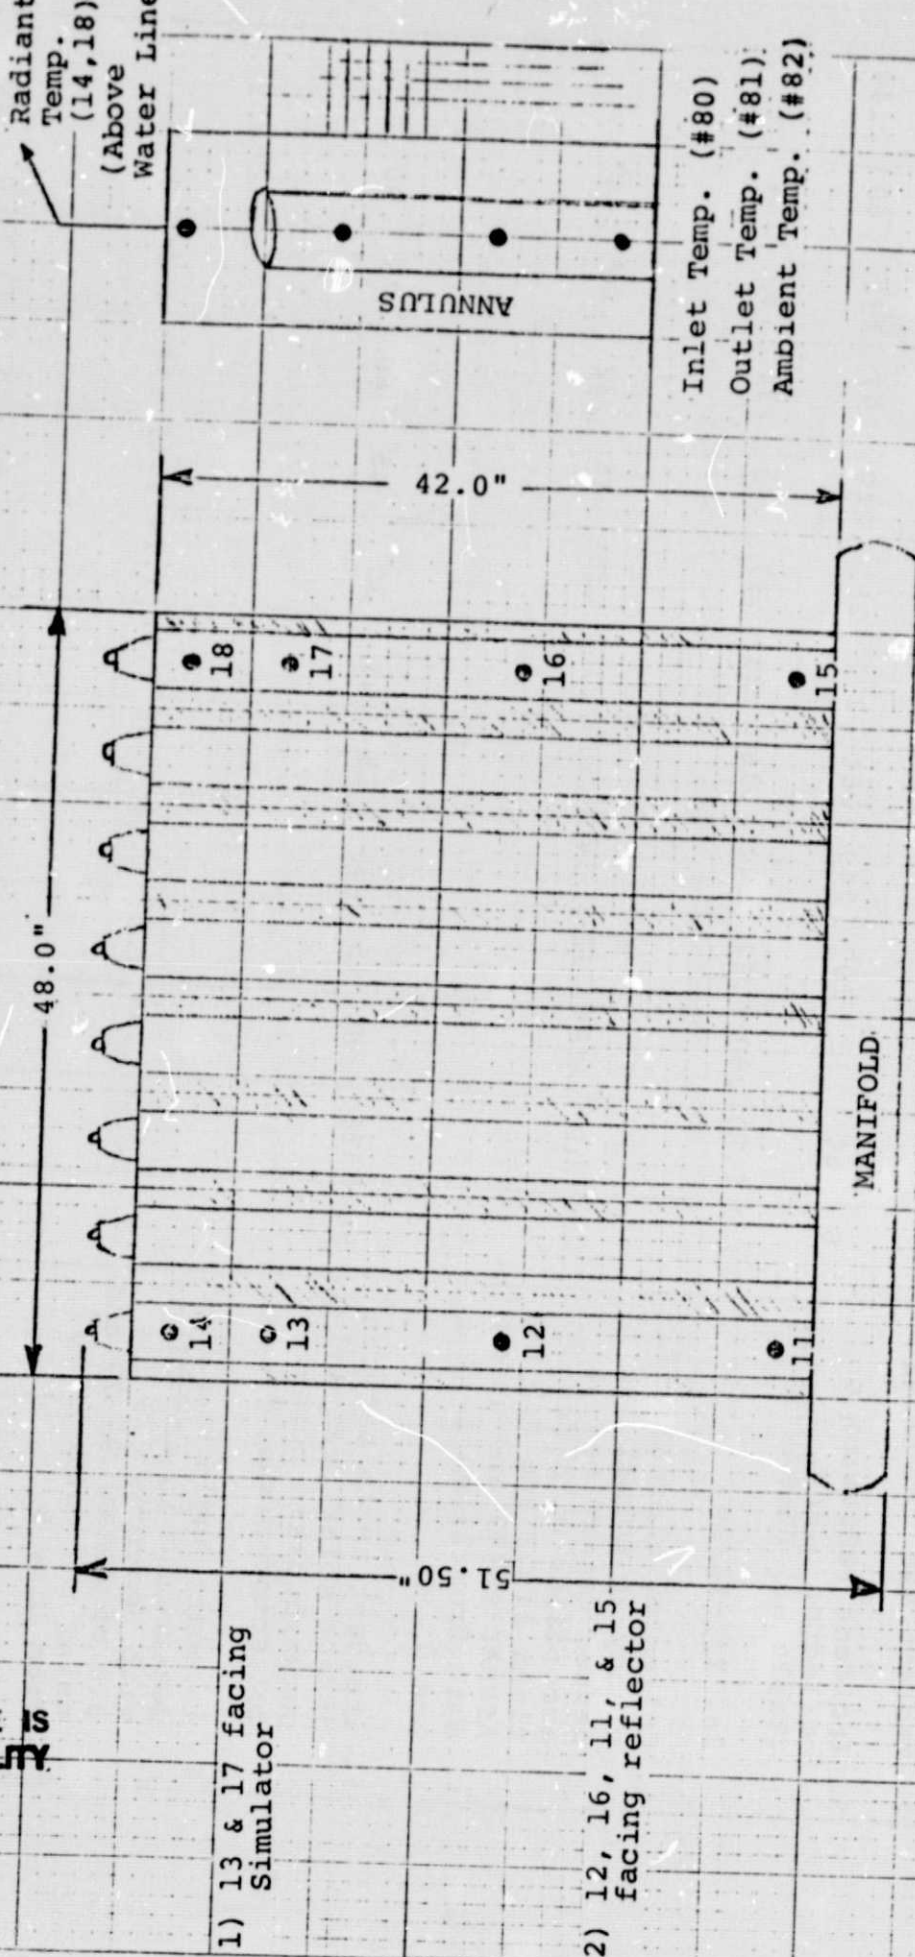 Radiant
Temp.
(14,18)
(Above
Water Line
ANNULUS
Inlet Temp. (#80)
Outlet Temp. (#81)
Ambient Temp. (#82)
48.0"
42.0"
51.50"
18
17
16
15
14
13
12
11
MANIFOLD
1) 13 & 17 facing
Simulator
2) 12, 16, 11, & 15
facing reflector
IS